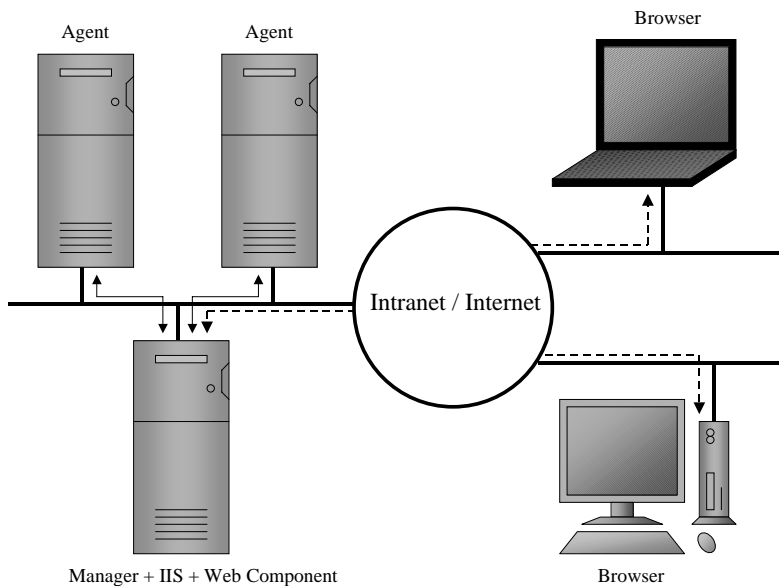 Agent
Agent
Browser
Intranet / Internet
Manager + IIS + Web Component
Browser